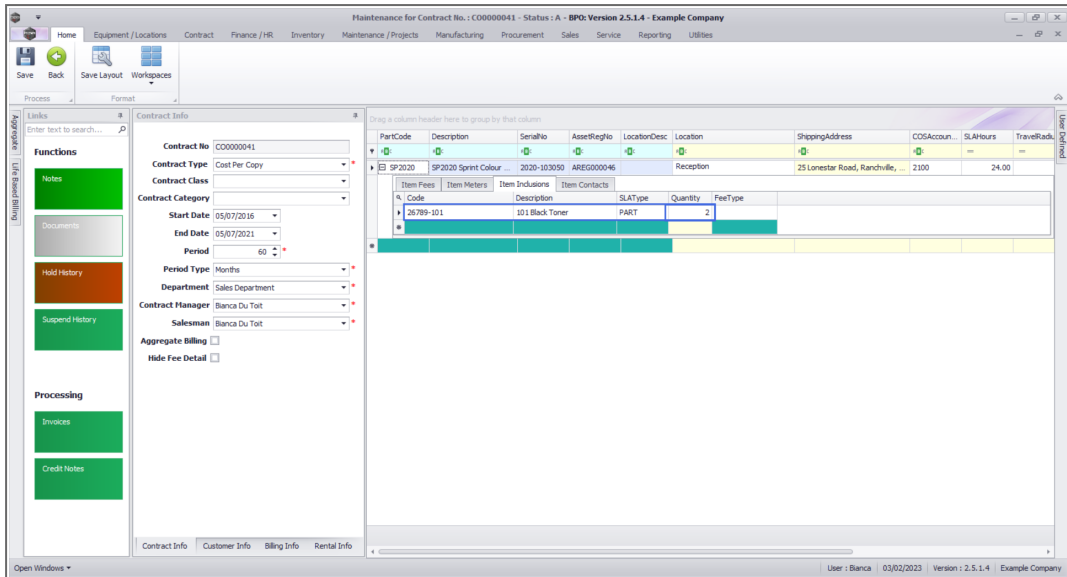 Maintenance for Contract No. : CO0000041 - Status : A - BPO: Version 2.5.1.4 - Example Company
Home Equipment / Locations Contract Finance / HR Inventory Maintenance / Projects Manufacturing Procurement Sales Service Reporting Utilities
Save Back Save Layout Workspaces
Process Format
Links
Enter text to search...
Functions
Notes
Documents
Hold History
Suspend History
Processing
Invoices
Credit Notes
Aggregate
Life Based Billing
Contract Info
Contract No CO0000041
Contract Type Cost Per Copy *
Contract Class
Contract Category
Start Date 05/07/2016
End Date 05/07/2021
Period 60 *
Period Type Months *
Department Sales Department *
Contract Manager Bianca Du Toit *
Salesman Bianca Du Toit *
Aggregate Billing
Hide Fee Detail
Contract Info Customer Info Billing Info Rental Info
Drag a column header here to group by that column
PartCode Description SerialNo AssetRegNo LocationDesc Location ShippingAddress COSAccoun... SLAHours TravelRadiu
= =
SP2020 SP2020 Sprint Colour ... 2020-103050 AREG000046 Reception 25 Lonestar Road, Ranchville, ... 2100 24.00
Item Fees Item Meters Item Inclusions Item Contacts
Code Description SLAType Quantity FeeType
26789-101 101 Black Toner PART 2
User Defined
Open Windows
User : Bianca 03/02/2023 Version : 2.5.1.4 Example Company